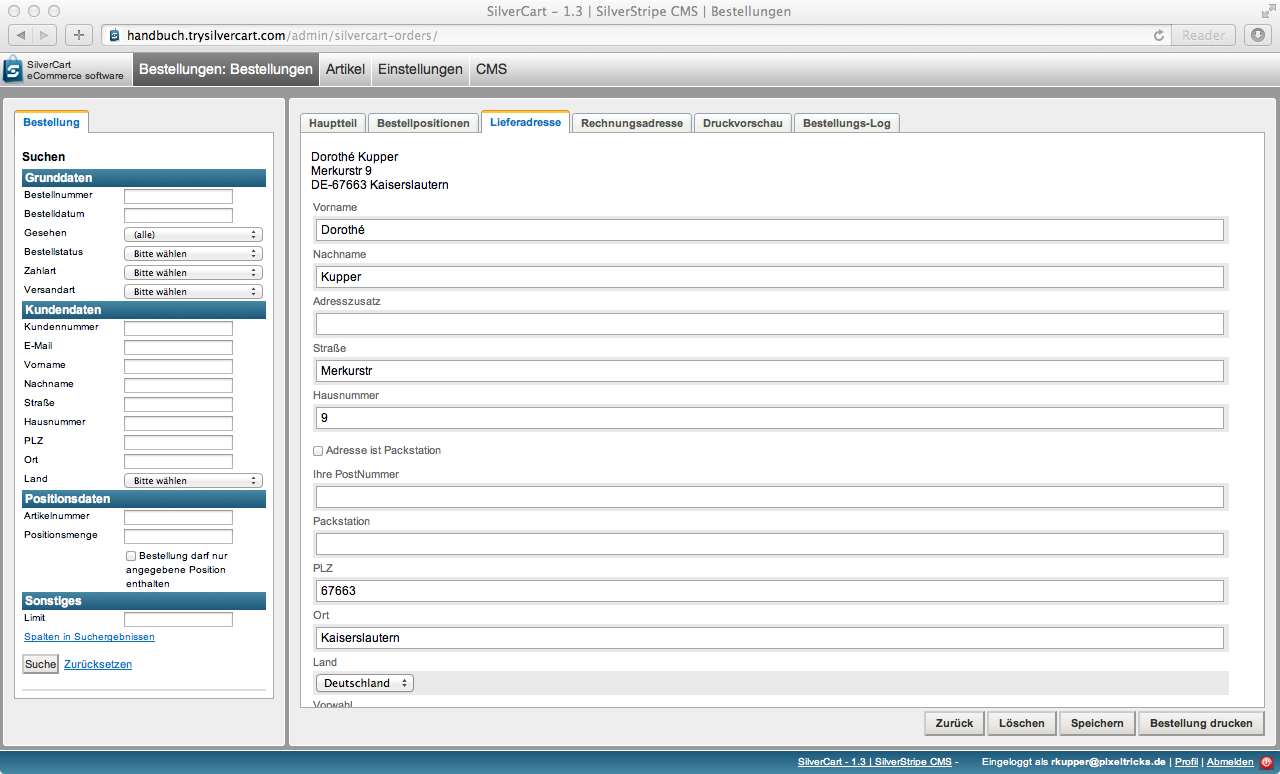 SilverCart - 1.3 | SilverStripe CMS | Bestellungen
handbuch.trysilvercart.com/admin/silvercart-orders/
Reader
SilverCart
eCommerce software
Bestellungen: Bestellungen
Artikel
Einstellungen
CMS
Bestellung
Suchen
Grunddaten
Bestellnummer
Bestelldatum
Gesehen (alle)
Bestellstatus Bitte wählen
Zahlart Bitte wählen
Versandart Bitte wählen
Kundendaten
Kundennummer
E-Mail
Vorname
Nachname
Straße
Hausnummer
PLZ
Ort
Land Bitte wählen
Positionsdaten
Artikelnummer
Positionsmenge
Bestellung darf nur
angegebene Position
enthalten
Sonstiges
Limit
Spalten in Suchergebnissen
Suche Zurücksetzen
Hauptteil
Bestellpositionen
Lieferadresse
Rechnungsadresse
Druckvorschau
Bestellungs-Log
Dorothé Kupper
Merkurstr 9
DE-67663 Kaiserslautern
Vorname
Dorothé
Nachname
Kupper
Adresszusatz
Straße
Merkurstr
Hausnummer
9
Adresse ist Packstation
Ihre PostNummer
Packstation
PLZ
67663
Ort
Kaiserslautern
Land
Deutschland
Vorwahl
Zurück
Löschen
Speichern
Bestellung drucken
SilverCart - 1.3 | SilverStripe CMS - Eingeloggt als rkupper@pixeltricks.de | Profil | Abmelden